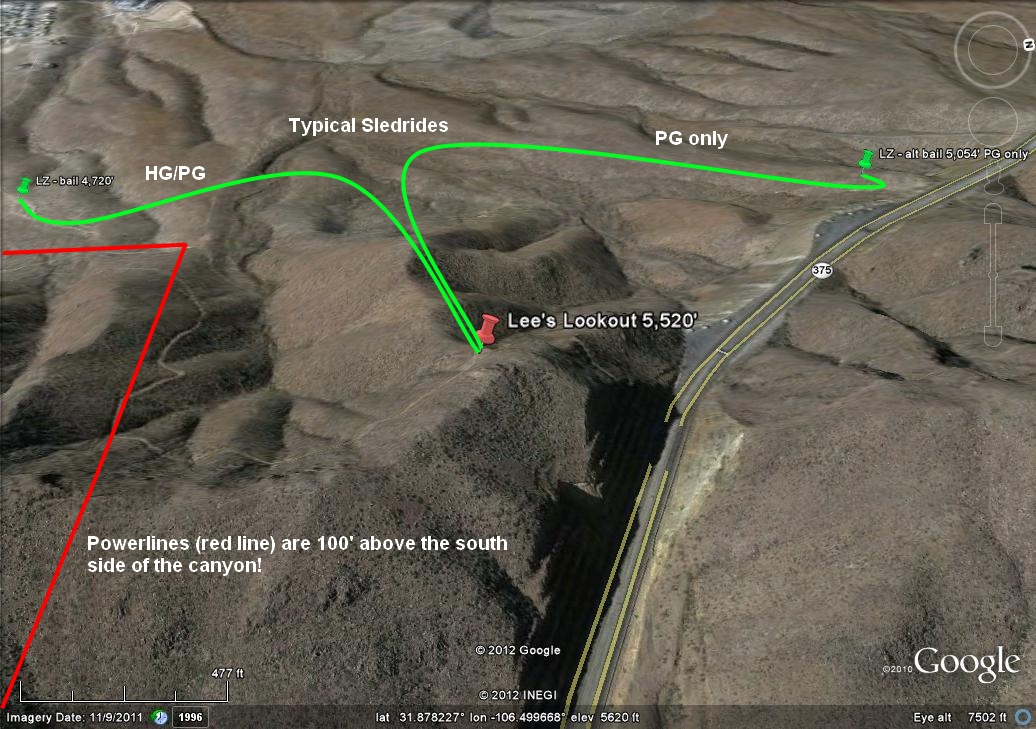 Typical Sledrides
PG only
LZ - alt bail 5,054' PG only
HG/PG
LZ - bail 4,720'
375
Lee's Lookout 5,520'
Powerlines (red line) are 100' above the south
side of the canyon!
© 2012 Google
477 ft
©2010 Google
© 2012 INEGI
Imagery Date: 11/9/2011 1996 lat 31.878227° lon -106.499668° elev 5620 ft Eye alt 7502 ft
N